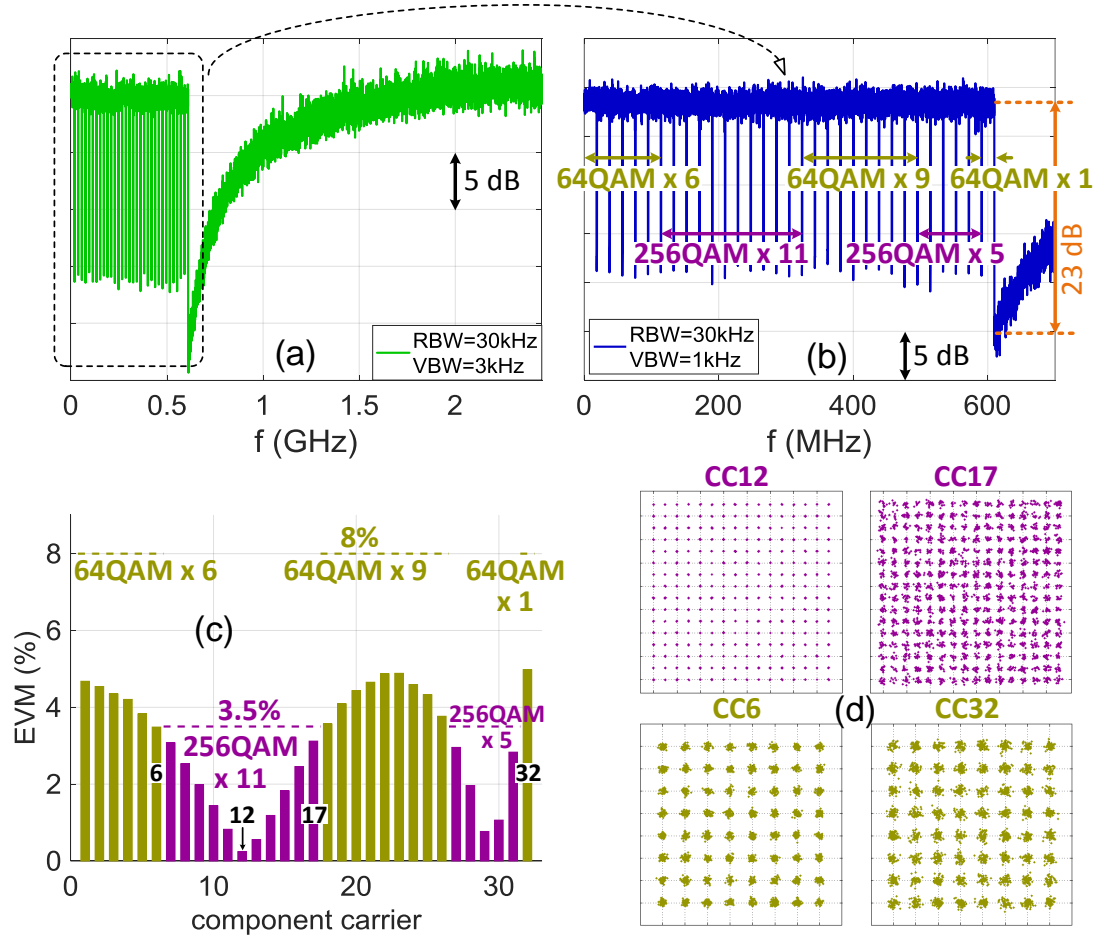 5 dB
RBW=30kHz
VBW=3kHz
(a)
0 0.5 1 1.5 2
f (GHz)
64QAM x 6
64QAM x 9
64QAM x 1
256QAM x 11
256QAM x 5
23 dB
RBW=30kHz
VBW=1kHz
(b)
5 dB
0 200 400 600
f (MHz)
8%
64QAM x 6
64QAM x 9
64QAM
x 1
(c)
3.5%
256QAM
x 11
256QAM
x 5
6
12
17
32
EVM (%)
8
6
4
2
0
0 10 20 30
component carrier
CC12
CC17
CC6
(d)
CC32